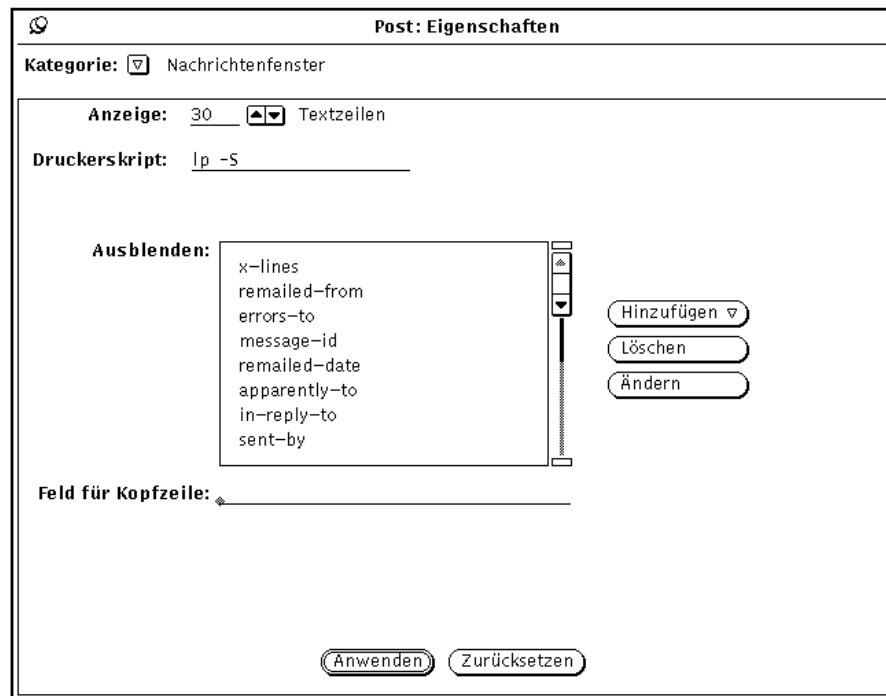 Post: Eigenschaften
Kategorie: Nachrichtenfenster
Anzeige: 30 Textzeilen
Druckerskript: lp -S
Ausblenden:
x-lines
remailed-from
errors-to
message-id
remailed-date
apparently-to
in-reply-to
sent-by
Hinzufügen
Löschen
Ändern
Feld für Kopfzeile:
Anwenden Zurücksetzen